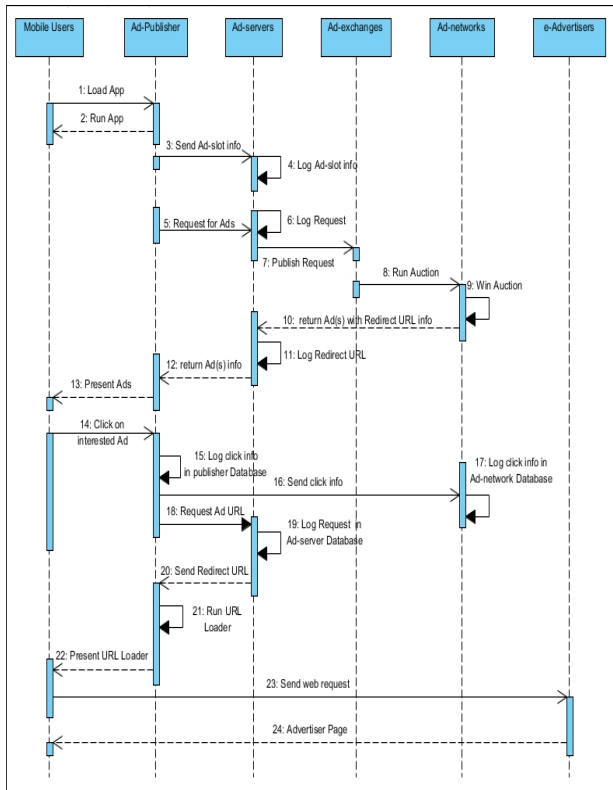 Mobile Users
Ad-Publisher
Ad-servers
Ad-exchanges
Ad-networks
e-Advertisers
1: Load App
2: Run App
3: Send Ad-slot info
4: Log Ad-slot info
5: Request for Ads
6: Log Request
7: Publish Request
8: Run Auction
9: Win Auction
10: return Ad(s) with Redirect URL info
11: Log Redirect URL
12: return Ad(s) info
13: Present Ads
14: Click on
interested Ad
15: Log click info
in publisher Database
16: Send click info
17: Log click info in
Ad-network Database
18: Request Ad URL
19: Log Request in
Ad-server Database
20: Send Redirect URL
21: Run URL
Loader
22: Present URL Loader
23: Send web request
24: Advertiser Page